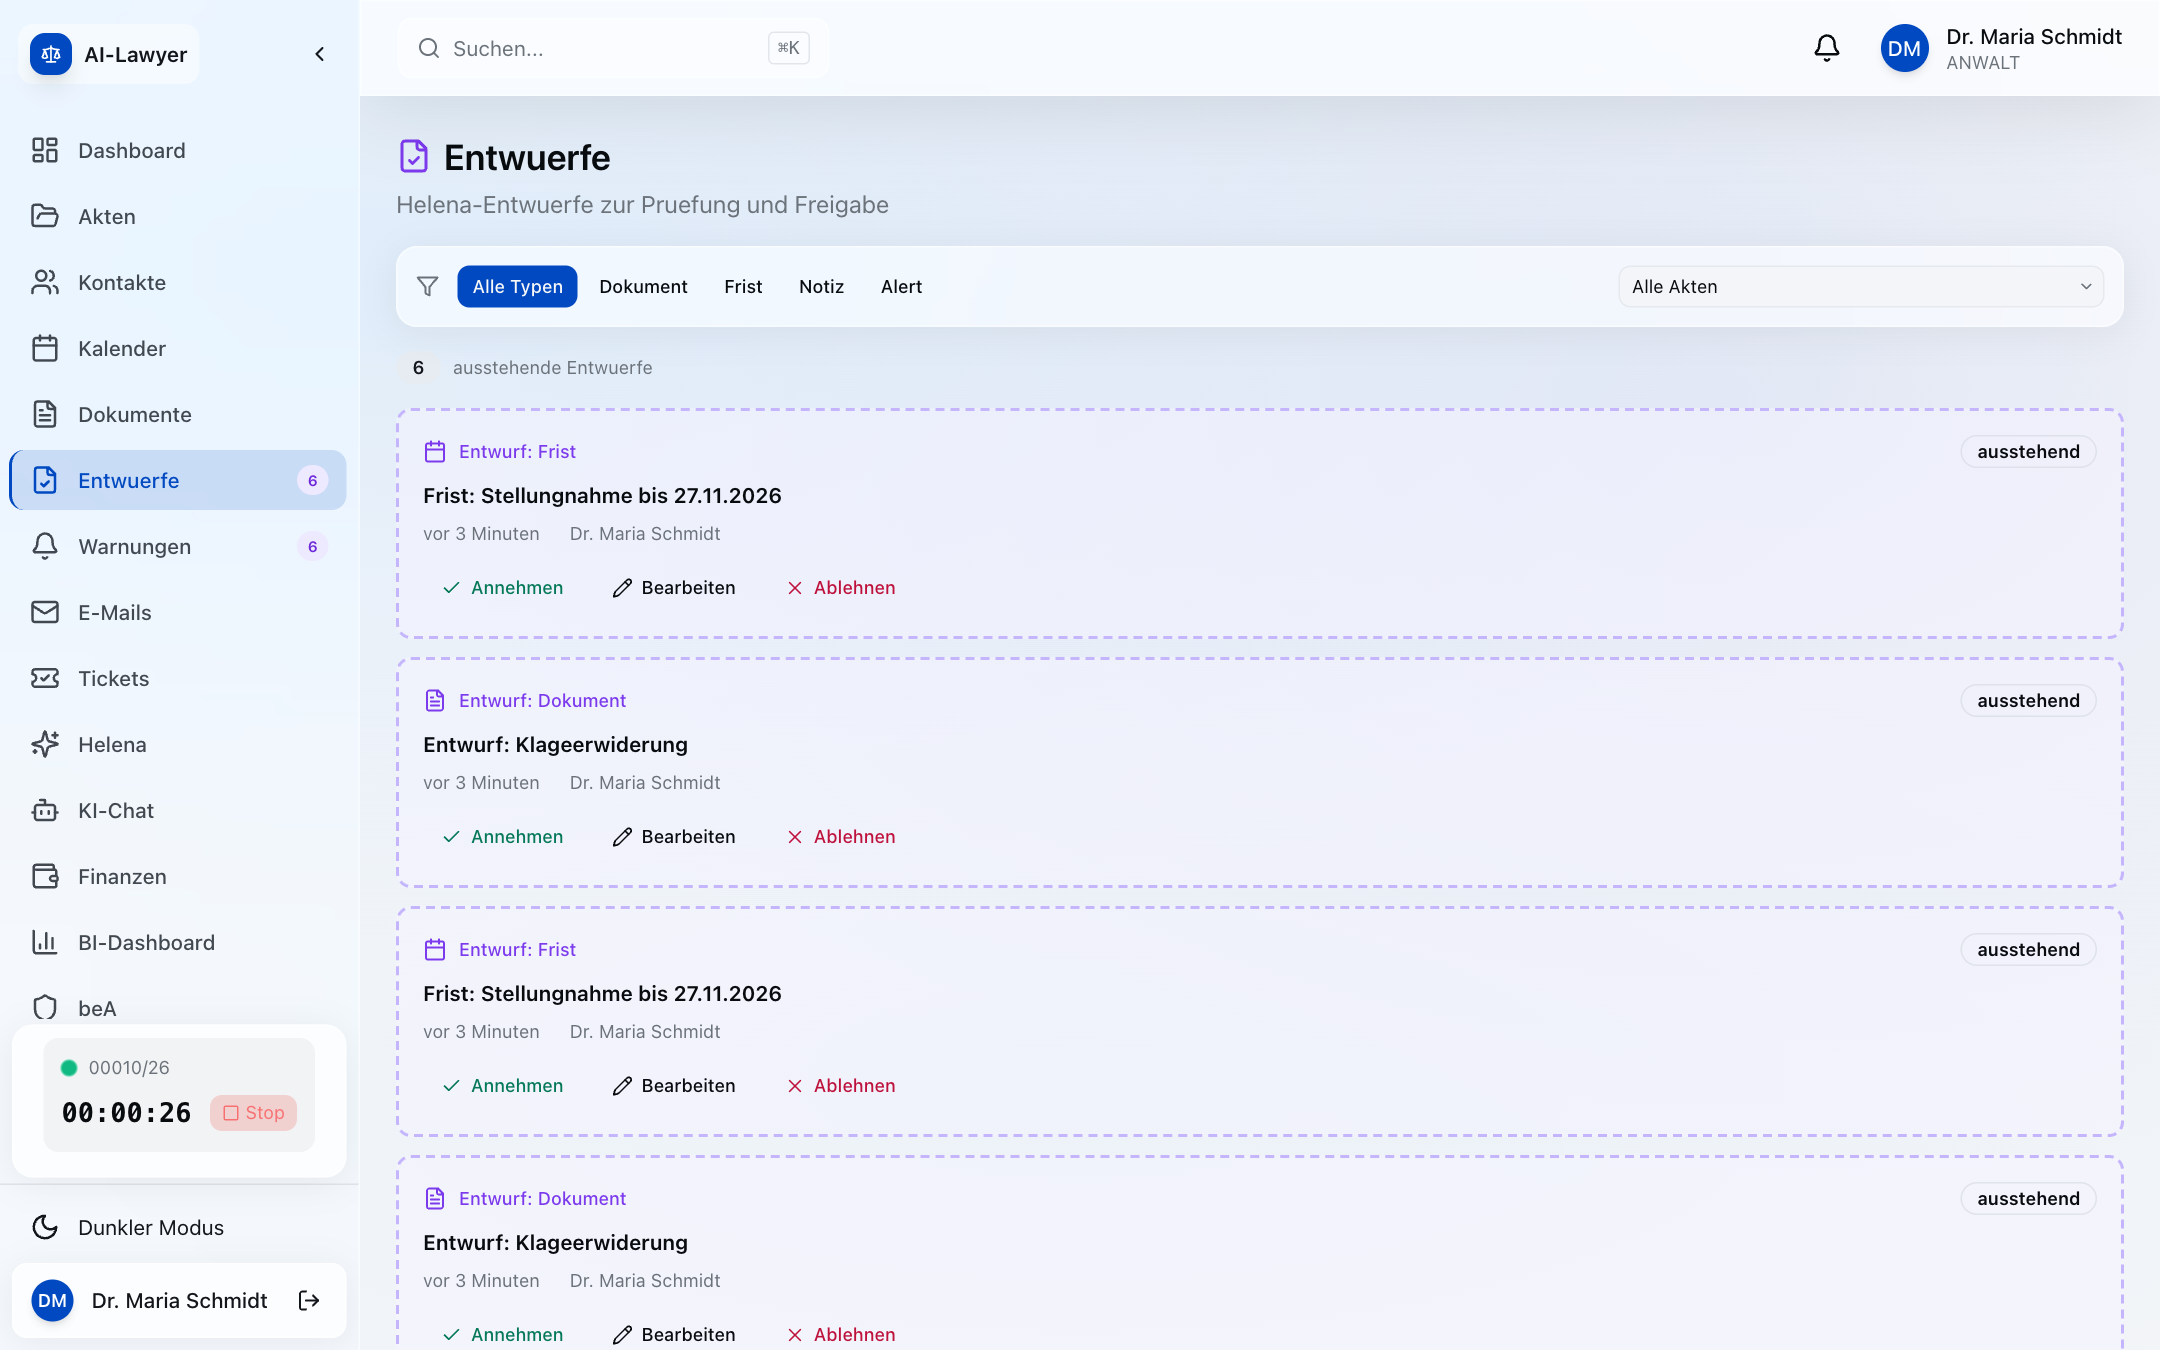 AI-Lawyer
Suchen...
⌘K
DM
Dr. Maria Schmidt
ANWALT
Dashboard
Akten
Kontakte
Kalender
Dokumente
Entwuerfe 6
Warnungen 6
E-Mails
Tickets
Helena
KI-Chat
Finanzen
BI-Dashboard
beA
00010/26
00:00:26 Stop
Dunkler Modus
DM Dr. Maria Schmidt
Entwuerfe
Helena-Entwuerfe zur Pruefung und Freigabe
Alle Typen Dokument Frist Notiz Alert Alle Akten
6 ausstehende Entwuerfe
Entwurf: Frist ausstehend
Frist: Stellungnahme bis 27.11.2026
vor 3 Minuten Dr. Maria Schmidt
Annehmen Bearbeiten Ablehnen
Entwurf: Dokument ausstehend
Entwurf: Klageerwiderung
vor 3 Minuten Dr. Maria Schmidt
Annehmen Bearbeiten Ablehnen
Entwurf: Frist ausstehend
Frist: Stellungnahme bis 27.11.2026
vor 3 Minuten Dr. Maria Schmidt
Annehmen Bearbeiten Ablehnen
Entwurf: Dokument ausstehend
Entwurf: Klageerwiderung
vor 3 Minuten Dr. Maria Schmidt
Annehmen Bearbeiten Ablehnen